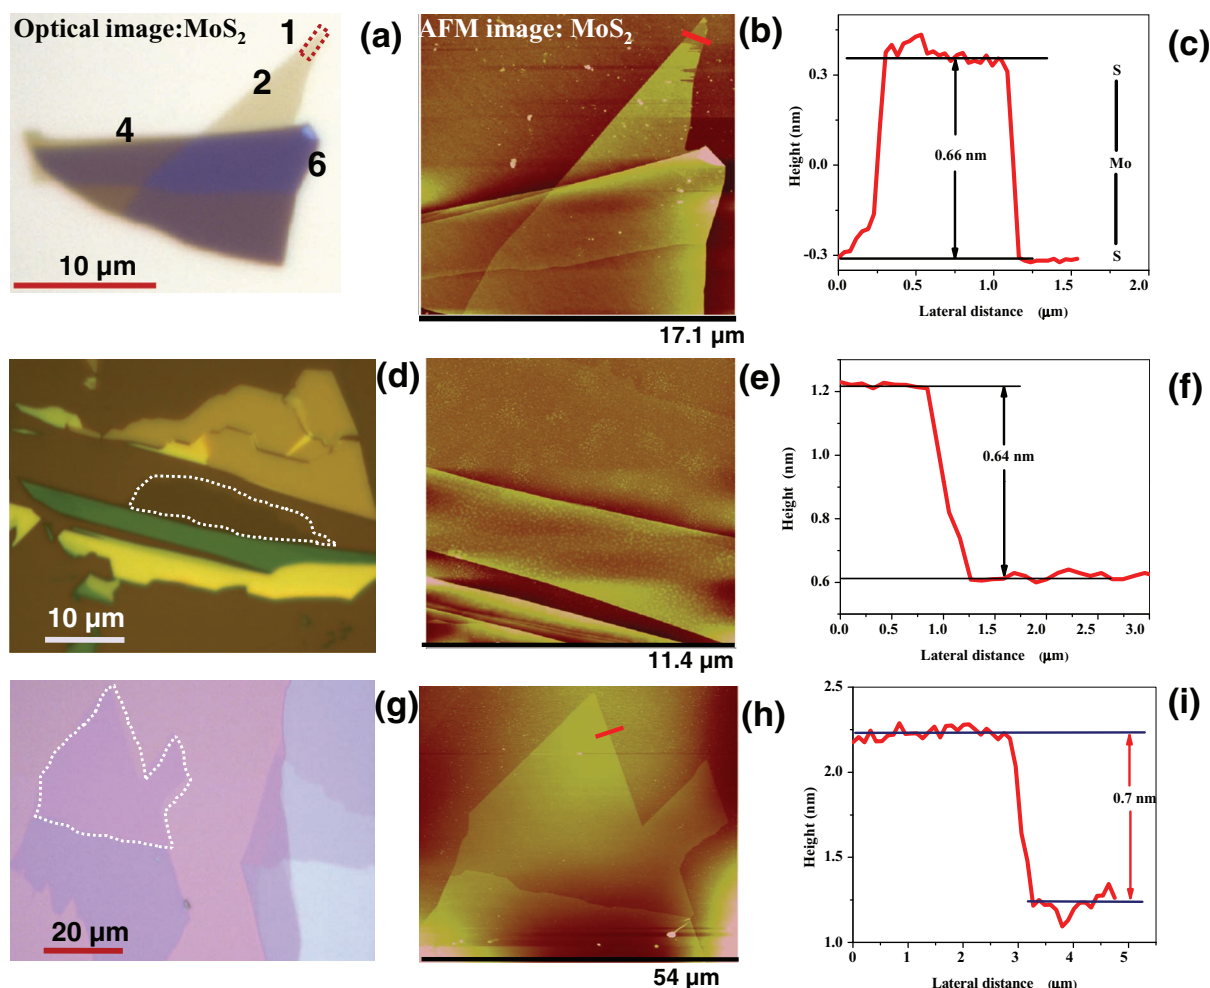 Optical image:MoS2
1
(a)
2
4
6
10 µm
AFM image: MoS2
(b)
17.1 µm
(c)
Height (nm)
0.3
0.0
-0.3
0.66 nm
S
Mo
S
0.0 0.5 1.0 1.5 2.0
Lateral distance (µm)
(d)
10 µm
(e)
11.4 µm
(f)
Height (nm)
1.2
1.0
0.8
0.6
0.64 nm
0.0 0.5 1.0 1.5 2.0 2.5 3.0
Lateral distance (µm)
(g)
20 µm
(h)
54 µm
(i)
Height (nm)
2.5
2.0
1.5
1.0
0.7 nm
0 1 2 3 4 5
Lateral distance (µm)